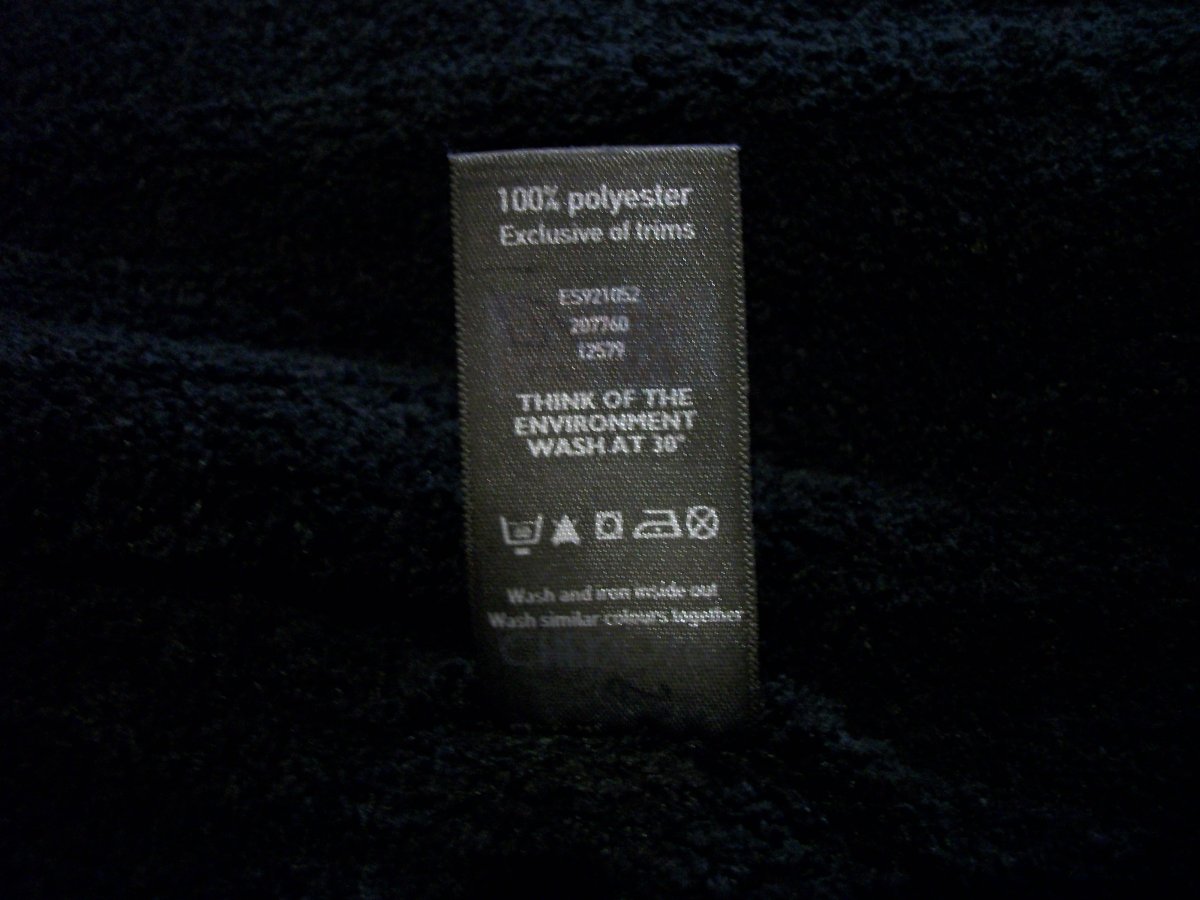 100% polyester
Exclusive of trims
ES921052
207760
12579
THINK OF THE
ENVIRONMENT
WASH AT 30°
Wash and iron inside out
Wash similar colours together